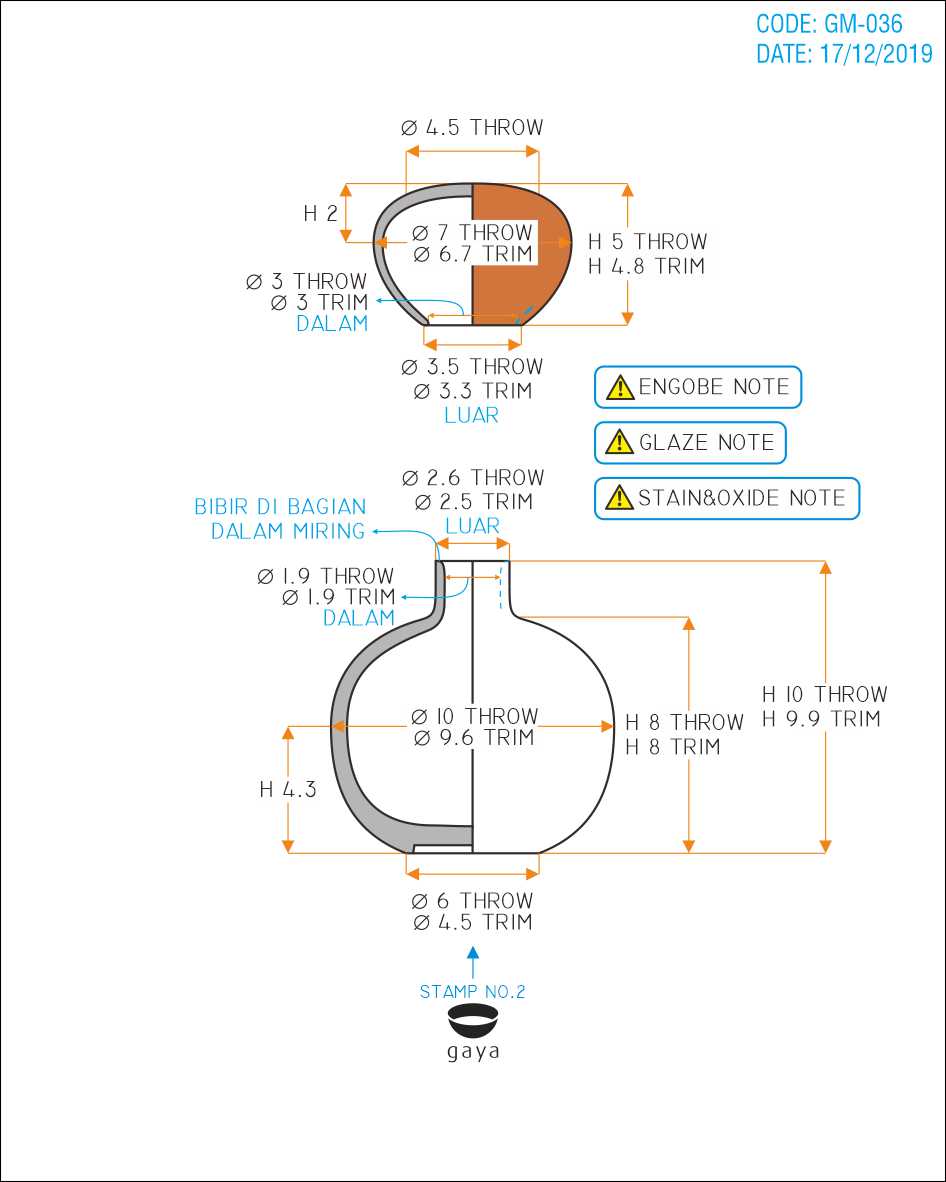 CODE: GM-036
DATE: 17/12/2019
Ø 4.5 THROW
H 2
Ø 7 THROW
Ø 6.7 TRIM
H 5 THROW
H 4.8 TRIM
Ø 3 THROW
Ø 3 TRIM
DALAM
Ø 3.5 THROW
Ø 3.3 TRIM
LUAR
ENGOBE NOTE
GLAZE NOTE
STAIN&OXIDE NOTE
Ø 2.6 THROW
Ø 2.5 TRIM
LUAR
BIBIR DI BAGIAN
DALAM MIRING
Ø 1.9 THROW
Ø 1.9 TRIM
DALAM
Ø 10 THROW
Ø 9.6 TRIM
H 8 THROW
H 8 TRIM
H 10 THROW
H 9.9 TRIM
H 4.3
Ø 6 THROW
Ø 4.5 TRIM
STAMP NO.2
gaya